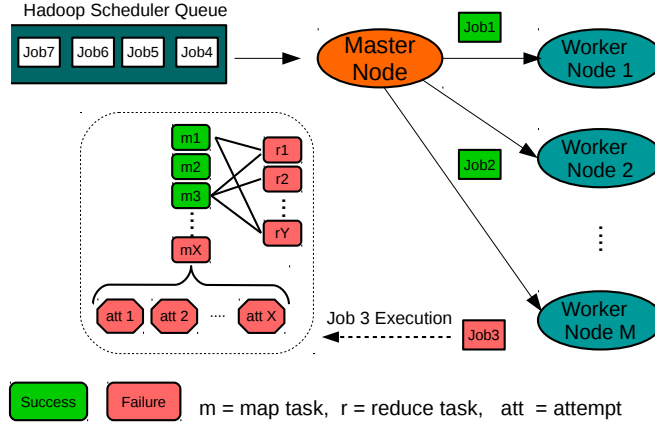 Hadoop Scheduler Queue
Job7 Job6 Job5 Job4
Master
Node
Job1
Worker
Node 1
Job2
Worker
Node 2
Worker
Node M
m1
m2
m3
mX
r1
r2
rY
att 1 att 2 att X
Job 3 Execution
Job3
Success Failure m = map task, r = reduce task, att = attempt